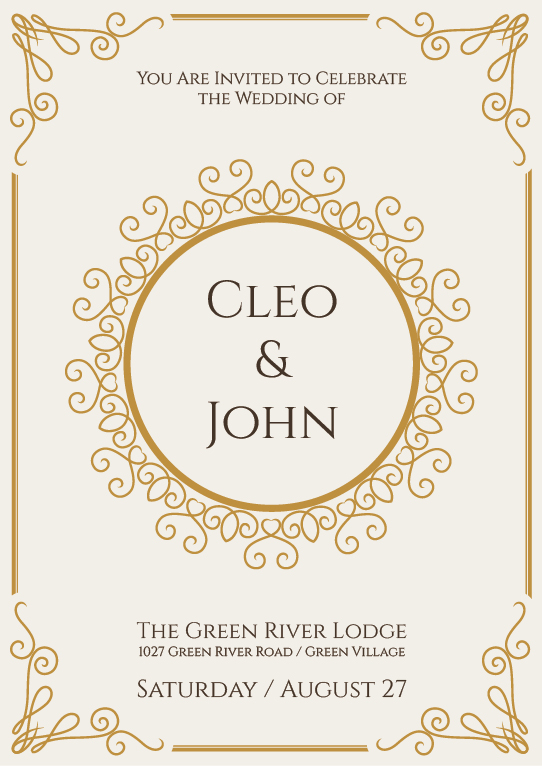 You Are Invited to Celebrate
the Wedding of
Cleo
&
John
The Green River Lodge
1027 Green River Road / Green Village
Saturday / August 27